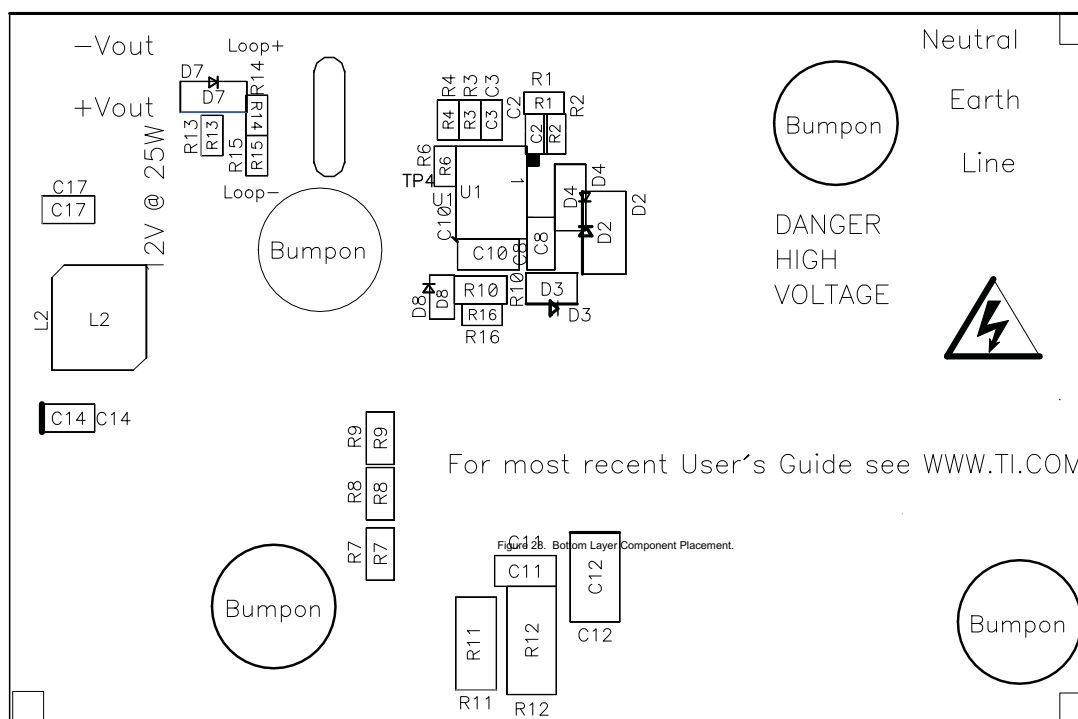 -Vout
Loop+
+Vout
D7
D7
R14
R14
R13
R13
R15
R15
Loop-
2V @ 25W
C17
C17
Bumpon
L2
L2
C14
C14
R4
R3
C3
R4
R3
C3
R1
R1
C2
R2
C2
R2
R6
R6
TP4
U1
U1
1
C10
C10
C8
C8
D4
D4
D2
D2
D8
D8
R10
R10
R16
R16
D3
D3
Neutral
Bumpon
Earth
Line
DANGER
HIGH
VOLTAGE
R9
R9
R8
R8
R7
R7
For most recent User's Guide see WWW.TI.COM
Figure 28. Bottom Layer Component Placement.
C11
C11
C12
C12
Bumpon
R11
R11
R12
R12
Bumpon